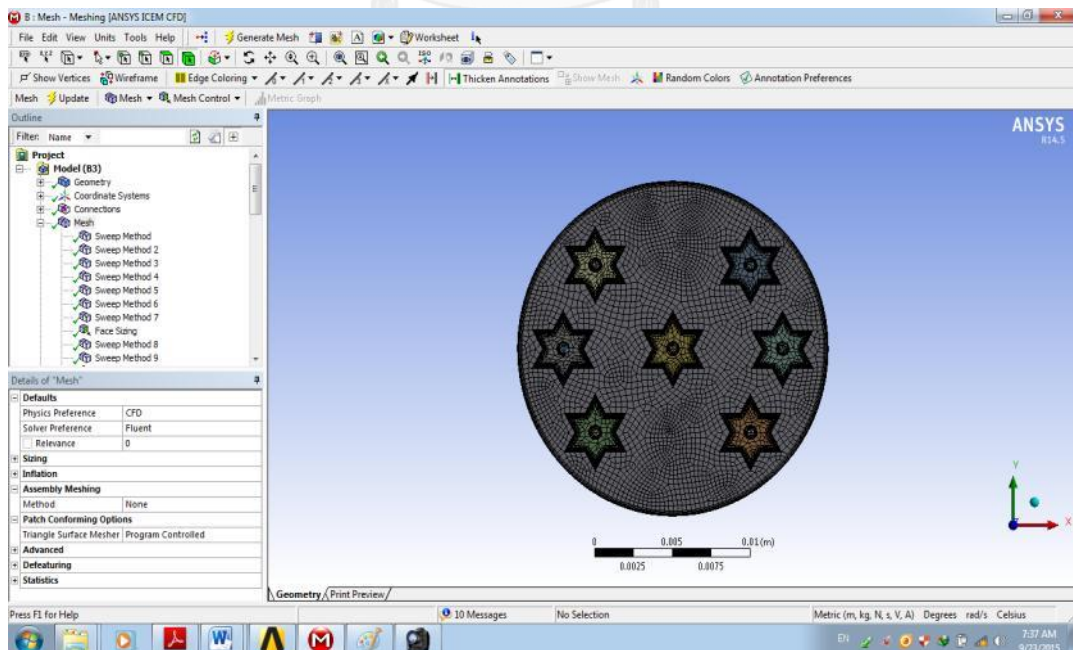 B : Mesh - Meshing [ANSYS ICEM CFD]
File Edit View Units Tools Help Generate Mesh A Worksheet
Show Vertices Wireframe Edge Coloring Thicken Annotations Show Mesh Random Colors Annotation Preferences
Mesh Update Mesh Mesh Control Metric Graph
Outline
Filter: Name
Project
Model (B3)
Geometry
Coordinate Systems
Connections
Mesh
Sweep Method
Sweep Method 2
Sweep Method 3
Sweep Method 4
Sweep Method 5
Sweep Method 6
Sweep Method 7
Face Sizing
Sweep Method 8
Sweep Method 9
Details of "Mesh"
Defaults
Physics Preference CFD
Solver Preference Fluent
Relevance 0
Sizing
Inflation
Assembly Meshing
Method None
Patch Conforming Options
Triangle Surface Mesher Program Controlled
Advanced
Defeaturing
Statistics
ANSYS
R14.5
Y
X
0 0.005 0.01 (m)
0.0025 0.0075
Geometry Print Preview
Press F1 for Help 10 Messages No Selection Metric (m, kg, N, s, V, A) Degrees rad/s Celsius
EN 7:37 AM
9/23/2015